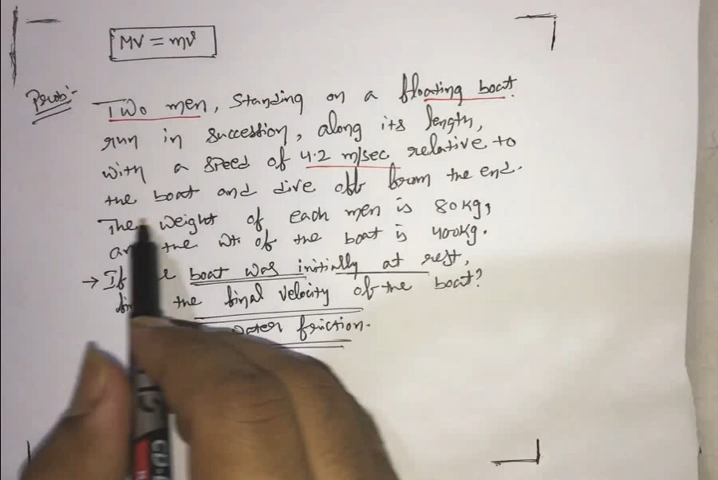 MV = mv
Prob:-
Two men, Standing on a floating boat
run in succession, along its length,
with a speed of 4.2 m/sec relative to
the boat and dive off from the end.
The weight of each men is 80kg,
the wt. of the boat is 400kg.
→ If boat was initially at rest,
the final velocity of the boat?
water friction.